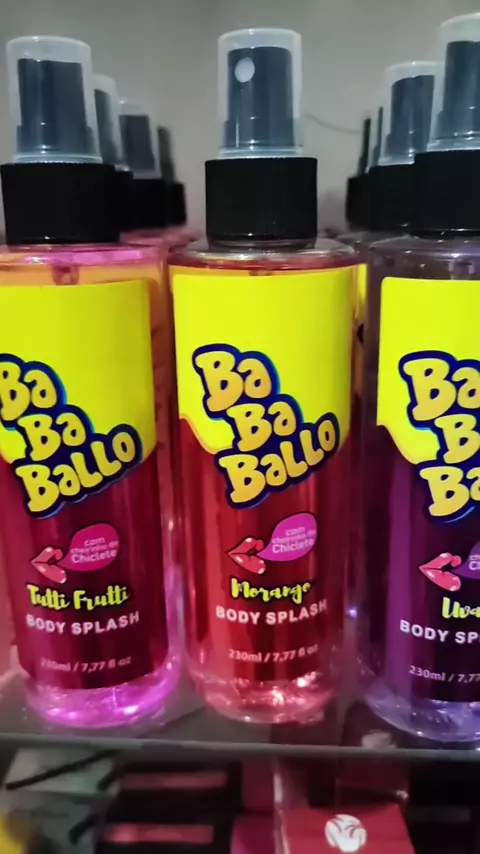 Ba
Ba
Ballo
com
cheirinho de
Chiclete
Tutti Frutti
BODY SPLASH
230ml / 7,77 fl oz
Ba
Ba
Ballo
com
cheirinho de
Chiclete
Morango
BODY SPLASH
230ml / 7,77 fl oz
Ba
B
Ba
Uva
BODY SP
230ml / 7,7